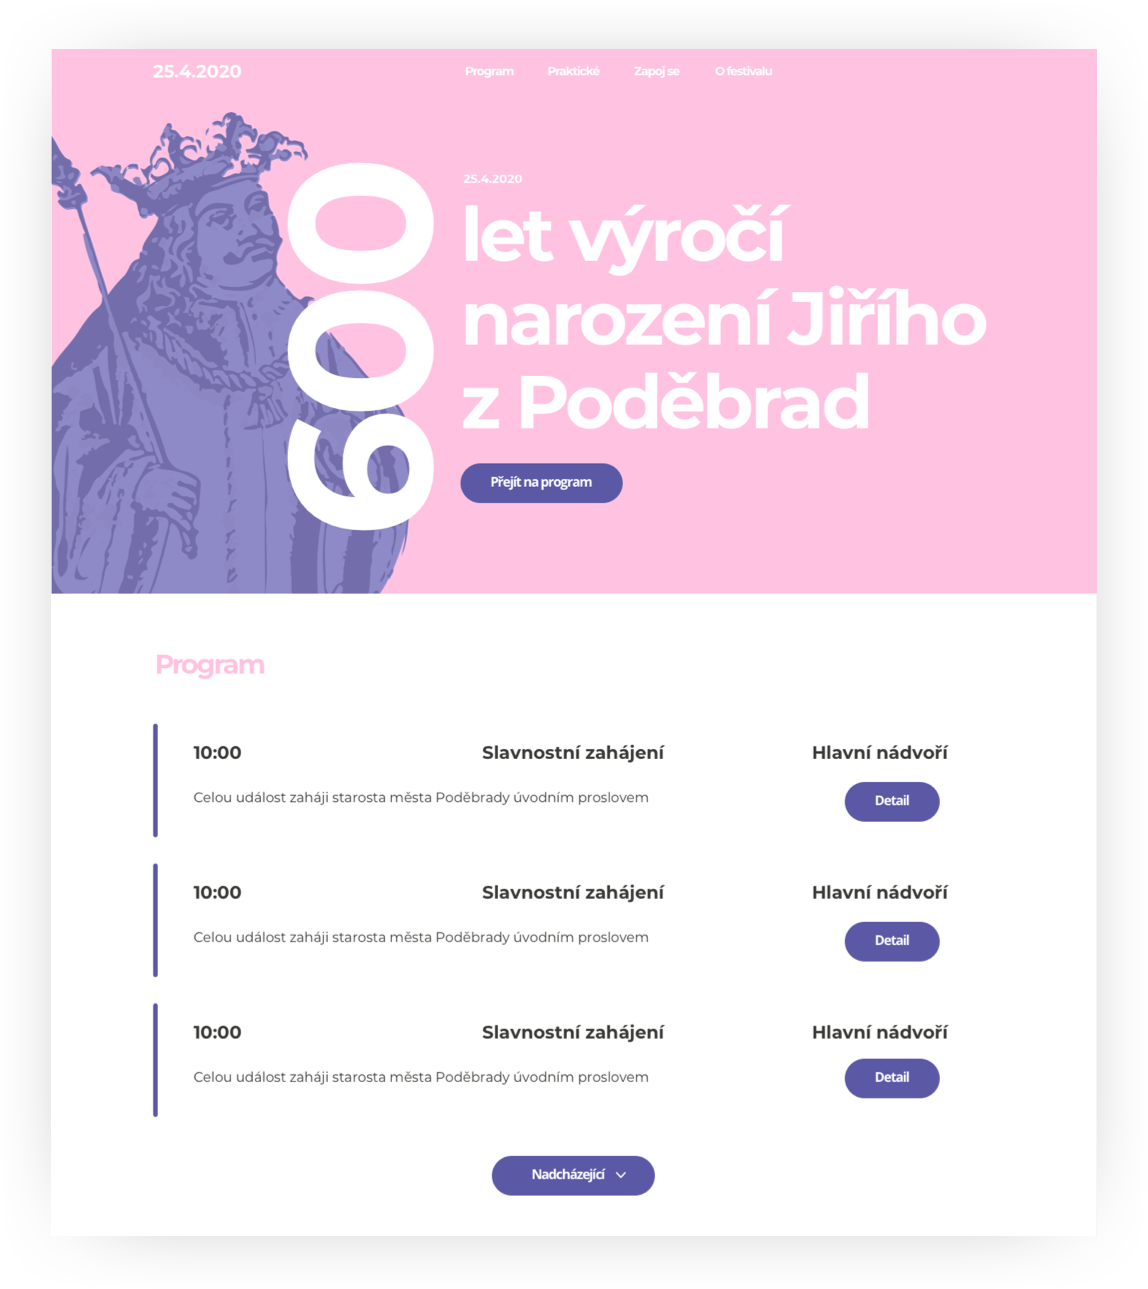 25.4.2020 Program Praktické Zapoj se O festivalu
600
25.4.2020
let výročí
narození Jiřího
z Poděbrad
Přejít na program
Program
10:00 Slavnostní zahájení Hlavní nádvoří
Celou událost zaháji starosta města Poděbrady úvodním proslovem
Detail
10:00 Slavnostní zahájení Hlavní nádvoří
Celou událost zaháji starosta města Poděbrady úvodním proslovem
Detail
10:00 Slavnostní zahájení Hlavní nádvoří
Celou událost zaháji starosta města Poděbrady úvodním proslovem
Detail
Nadcházející